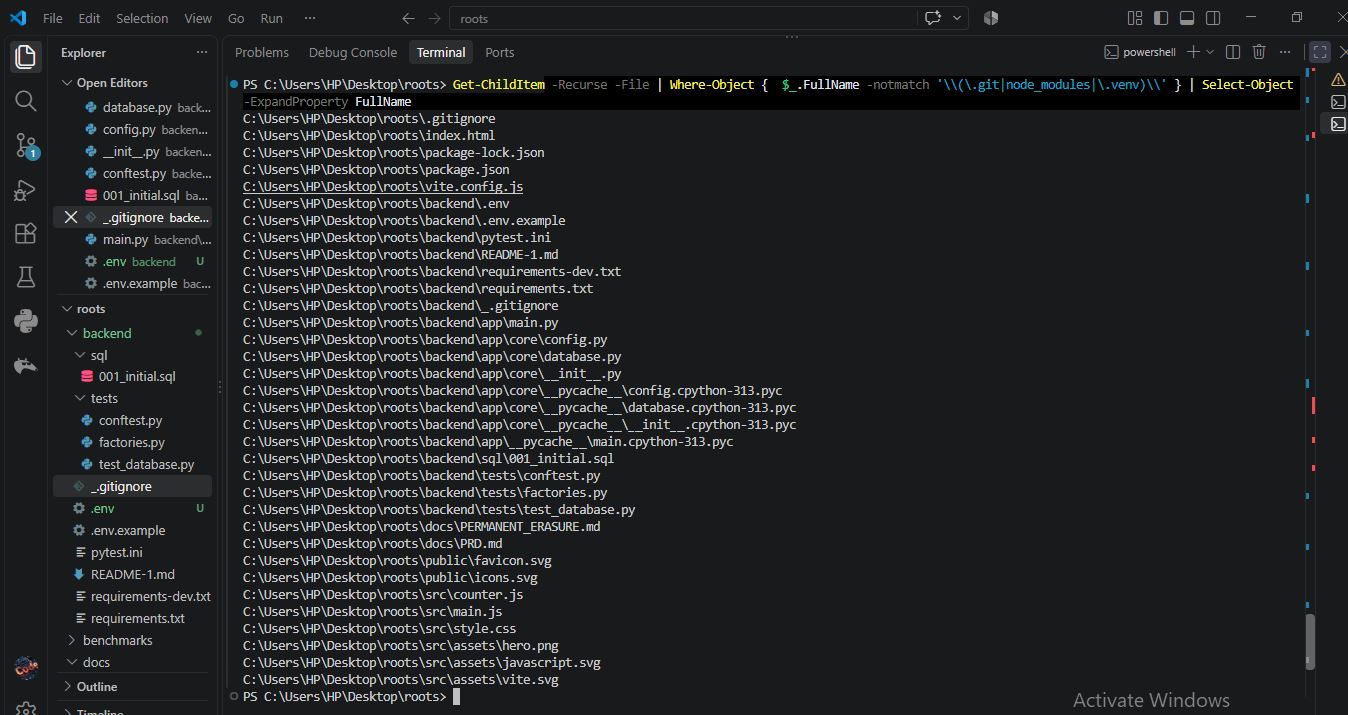 File Edit Selection View Go Run ··· roots
Explorer ···
Open Editors
database.py back...
config.py backen...
__init__.py backen...
conftest.py backe...
001_initial.sql ba...
_.gitignore backe...
main.py backend\...
.env backend U
.env.example bac...
roots
backend
sql
001_initial.sql
tests
conftest.py
factories.py
test_database.py
_.gitignore
.env U
.env.example
pytest.ini
README-1.md
requirements-dev.txt
requirements.txt
benchmarks
docs
Outline
Timeline
1
Problems Debug Console Terminal Ports
powershell
PS C:\Users\HP\Desktop\roots> Get-ChildItem -Recurse -File | Where-Object { $_.FullName -notmatch '\\(\.git|node_modules|\.venv)\\' } | Select-Object
-ExpandProperty FullName
C:\Users\HP\Desktop\roots\.gitignore
C:\Users\HP\Desktop\roots\index.html
C:\Users\HP\Desktop\roots\package-lock.json
C:\Users\HP\Desktop\roots\package.json
C:\Users\HP\Desktop\roots\vite.config.js
C:\Users\HP\Desktop\roots\backend\.env
C:\Users\HP\Desktop\roots\backend\.env.example
C:\Users\HP\Desktop\roots\backend\pytest.ini
C:\Users\HP\Desktop\roots\backend\README-1.md
C:\Users\HP\Desktop\roots\backend\requirements-dev.txt
C:\Users\HP\Desktop\roots\backend\requirements.txt
C:\Users\HP\Desktop\roots\backend\_.gitignore
C:\Users\HP\Desktop\roots\backend\app\main.py
C:\Users\HP\Desktop\roots\backend\app\core\config.py
C:\Users\HP\Desktop\roots\backend\app\core\database.py
C:\Users\HP\Desktop\roots\backend\app\core\__init__.py
C:\Users\HP\Desktop\roots\backend\app\core\__pycache__\config.cpython-313.pyc
C:\Users\HP\Desktop\roots\backend\app\core\__pycache__\database.cpython-313.pyc
C:\Users\HP\Desktop\roots\backend\app\core\__pycache__\__init__.cpython-313.pyc
C:\Users\HP\Desktop\roots\backend\app\__pycache__\main.cpython-313.pyc
C:\Users\HP\Desktop\roots\backend\sql\001_initial.sql
C:\Users\HP\Desktop\roots\backend\tests\conftest.py
C:\Users\HP\Desktop\roots\backend\tests\factories.py
C:\Users\HP\Desktop\roots\backend\tests\test_database.py
C:\Users\HP\Desktop\roots\docs\PERMANENT_ERASURE.md
C:\Users\HP\Desktop\roots\docs\PRD.md
C:\Users\HP\Desktop\roots\public\favicon.svg
C:\Users\HP\Desktop\roots\public\icons.svg
C:\Users\HP\Desktop\roots\src\counter.js
C:\Users\HP\Desktop\roots\src\main.js
C:\Users\HP\Desktop\roots\src\style.css
C:\Users\HP\Desktop\roots\src\assets\hero.png
C:\Users\HP\Desktop\roots\src\assets\javascript.svg
C:\Users\HP\Desktop\roots\src\assets\vite.svg
PS C:\Users\HP\Desktop\roots>
Activate Windows